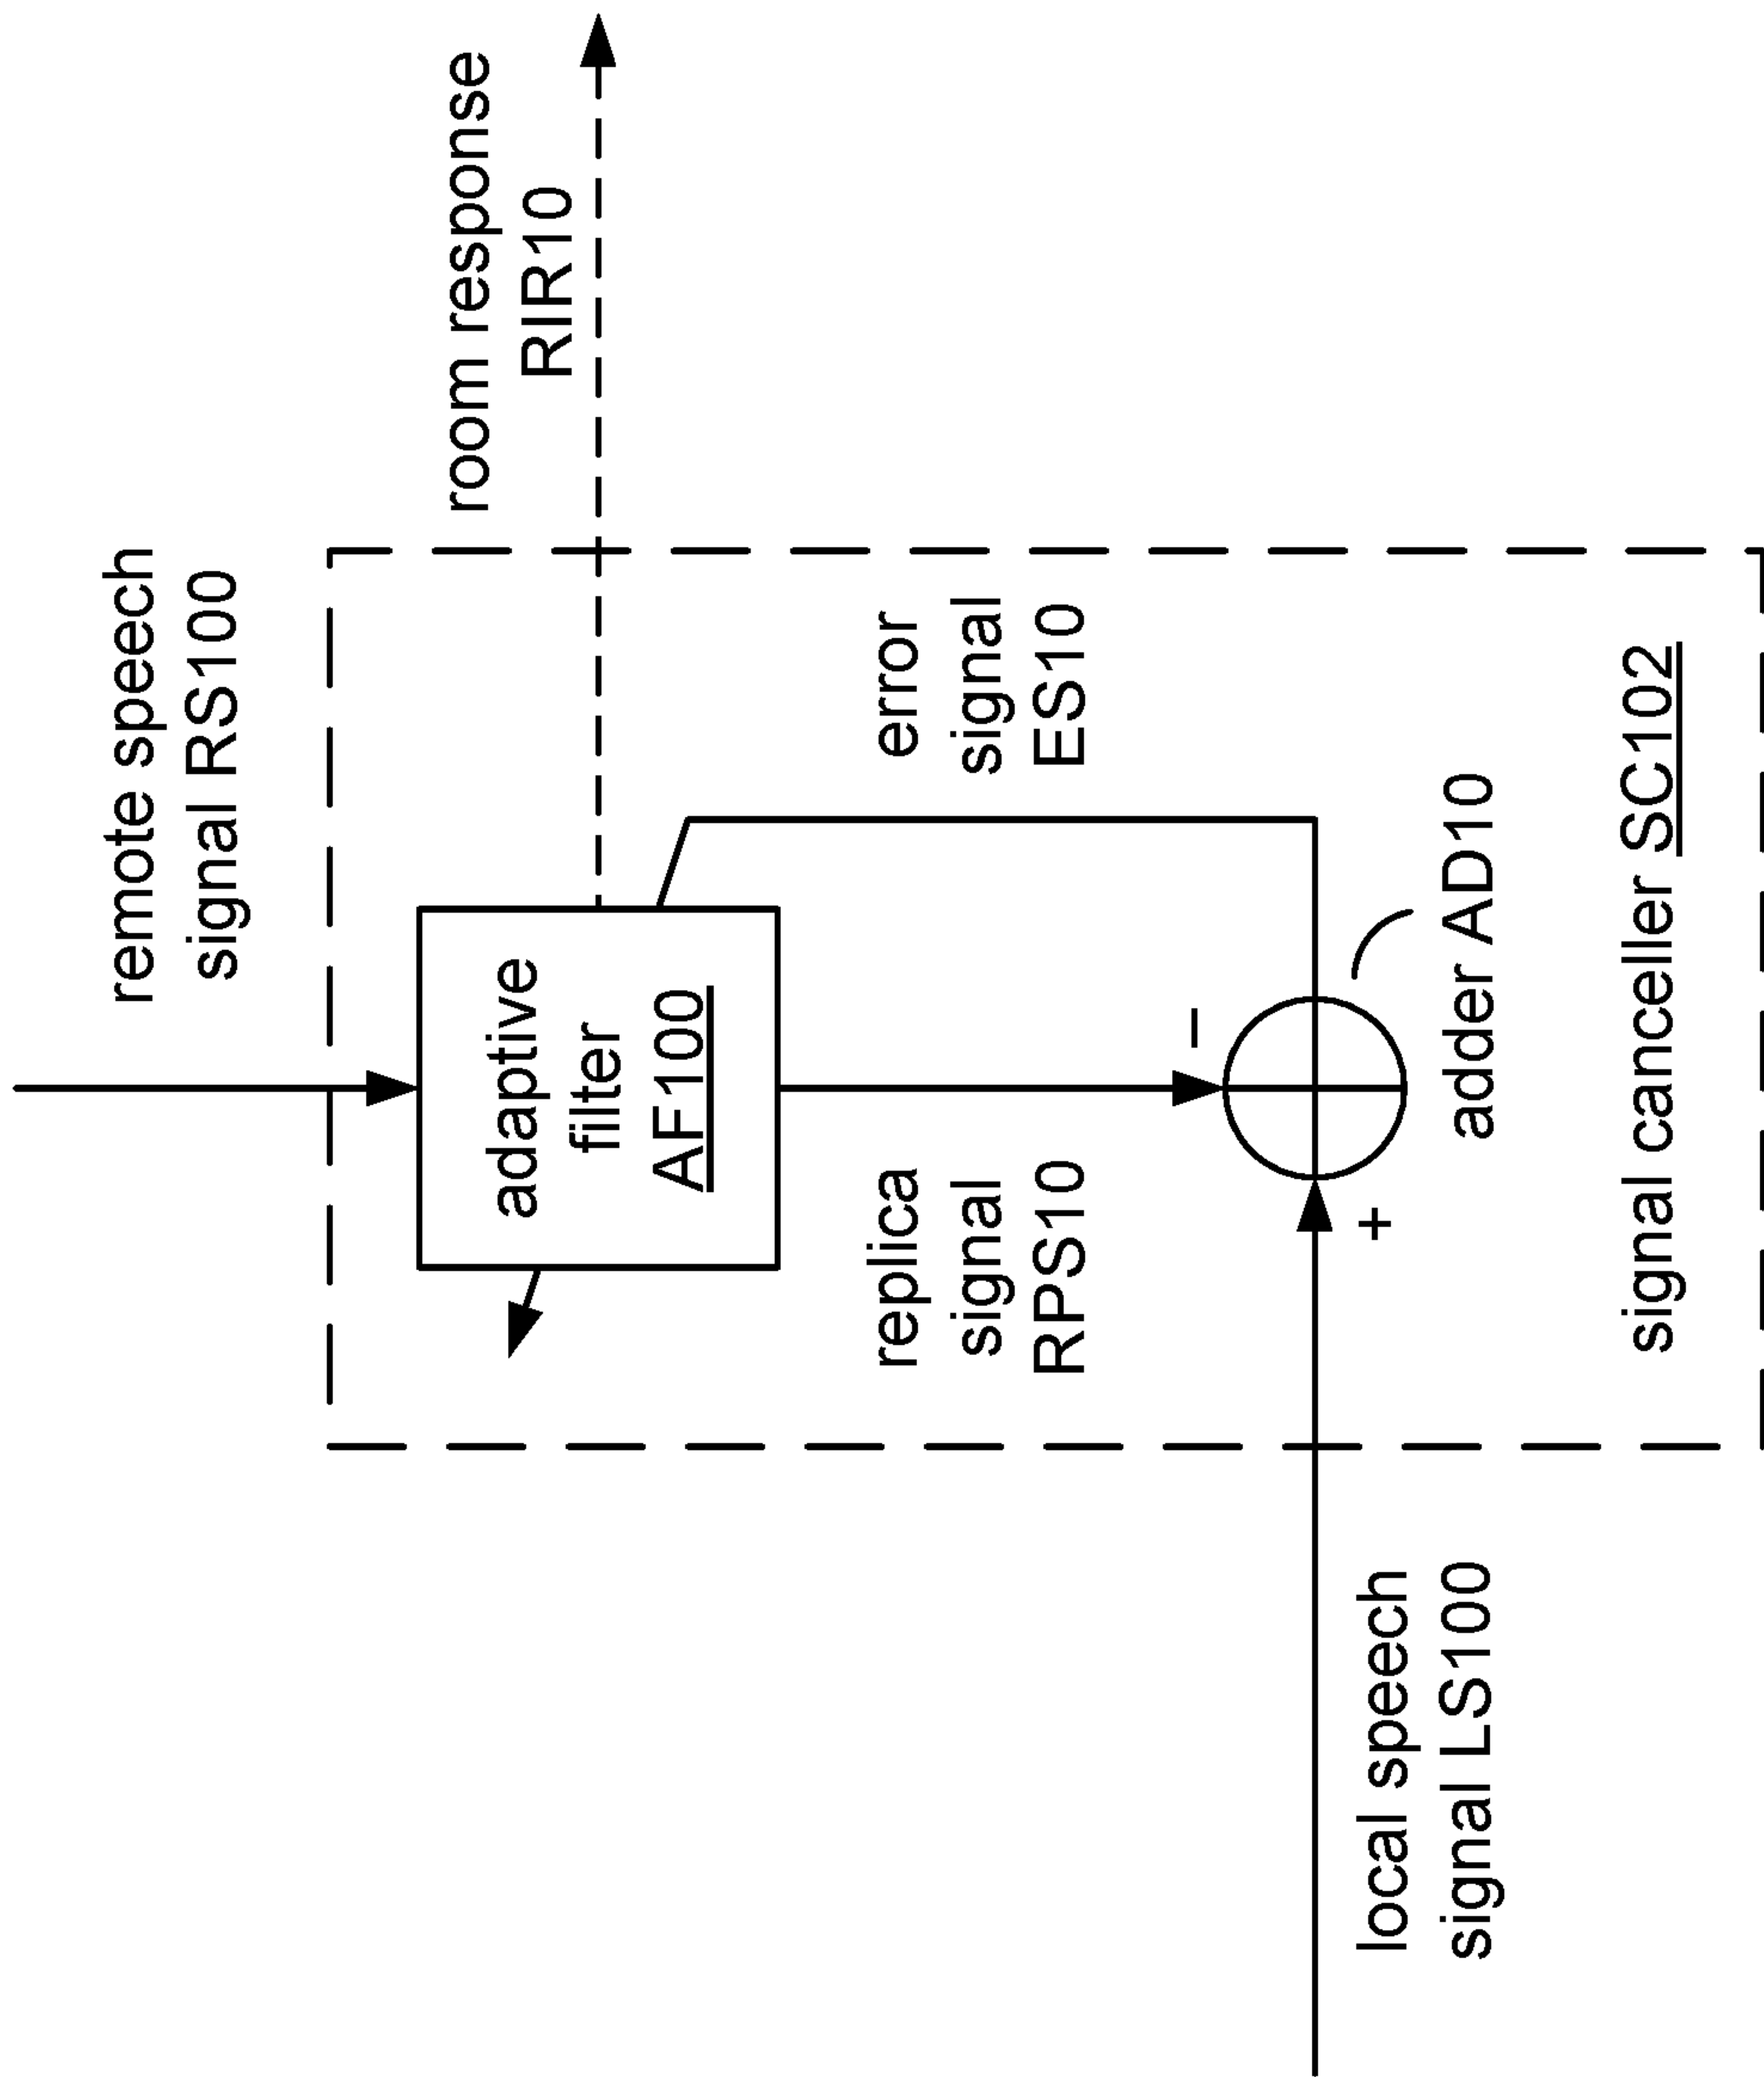 remote speech
signal RS100
room response
RIR10
adaptive
filter
AF100
error
signal
ES10
replica
signal
RPS10
–
+
adder AD10
local speech
signal LS100
signal canceller SC102